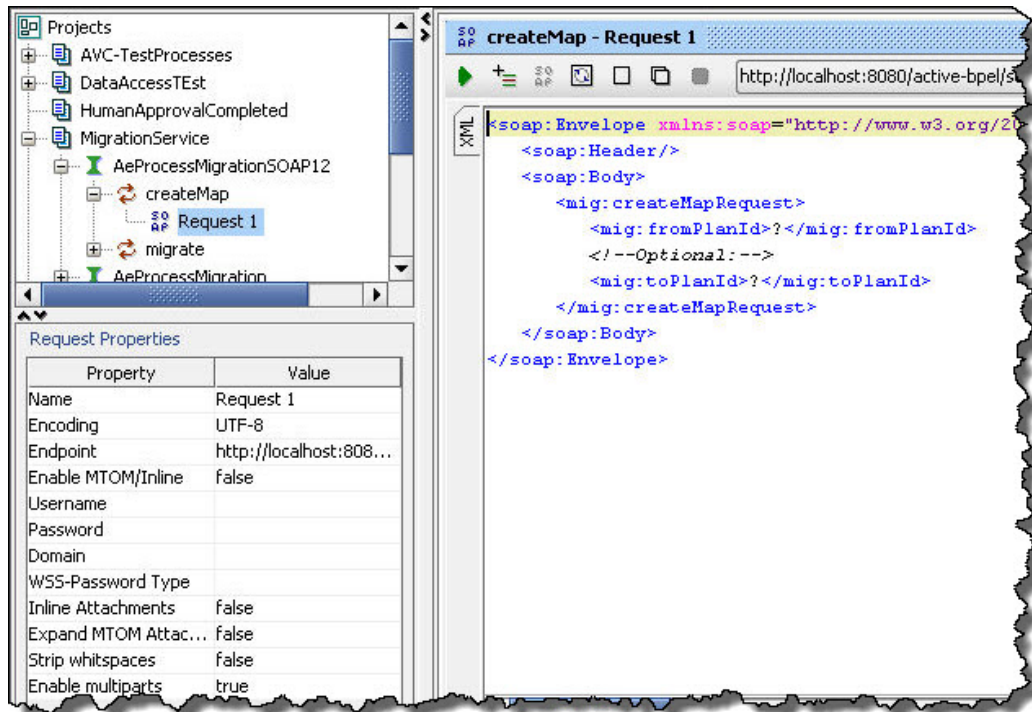 Projects
AVC-TestProcesses
DataAccessTEst
HumanApprovalCompleted
MigrationService
AeProcessMigrationSOAP12
createMap
SOAP Request 1
migrate
AeProcessMigration
Request Properties
Property Value
Name Request 1
Encoding UTF-8
Endpoint http://localhost:808...
Enable MTOM/Inline false
Username
Password
Domain
WSS-Password Type
Inline Attachments false
Expand MTOM Attac... false
Strip whitspaces false
Enable multiparts true
SOAP createMap - Request 1
SOAP http://localhost:8080/active-bpel/s
XML
<soap:Envelope xmlns:soap="http://www.w3.org/20
<soap:Header/>
<soap:Body>
<mig:createMapRequest>
<mig:fromPlanId>?</mig:fromPlanId>
<!--Optional:-->
<mig:toPlanId>?</mig:toPlanId>
</mig:createMapRequest>
</soap:Body>
</soap:Envelope>